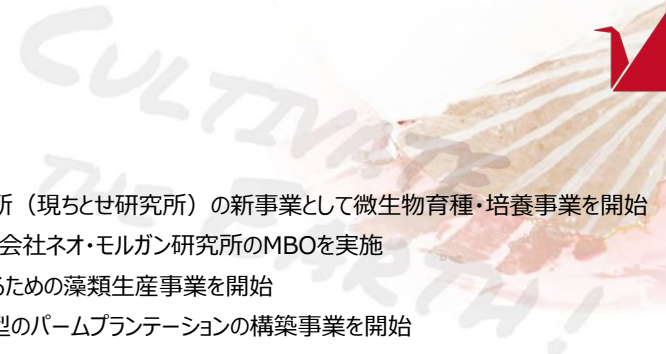 CULTIVATE
THE EARTH!
所（現ちとせ研究所）の新事業として微生物育種・培養事業を開始
会社ネオ・モルガン研究所のMBOを実施
るための藻類生産事業を開始
型のパームプランテーションの構築事業を開始